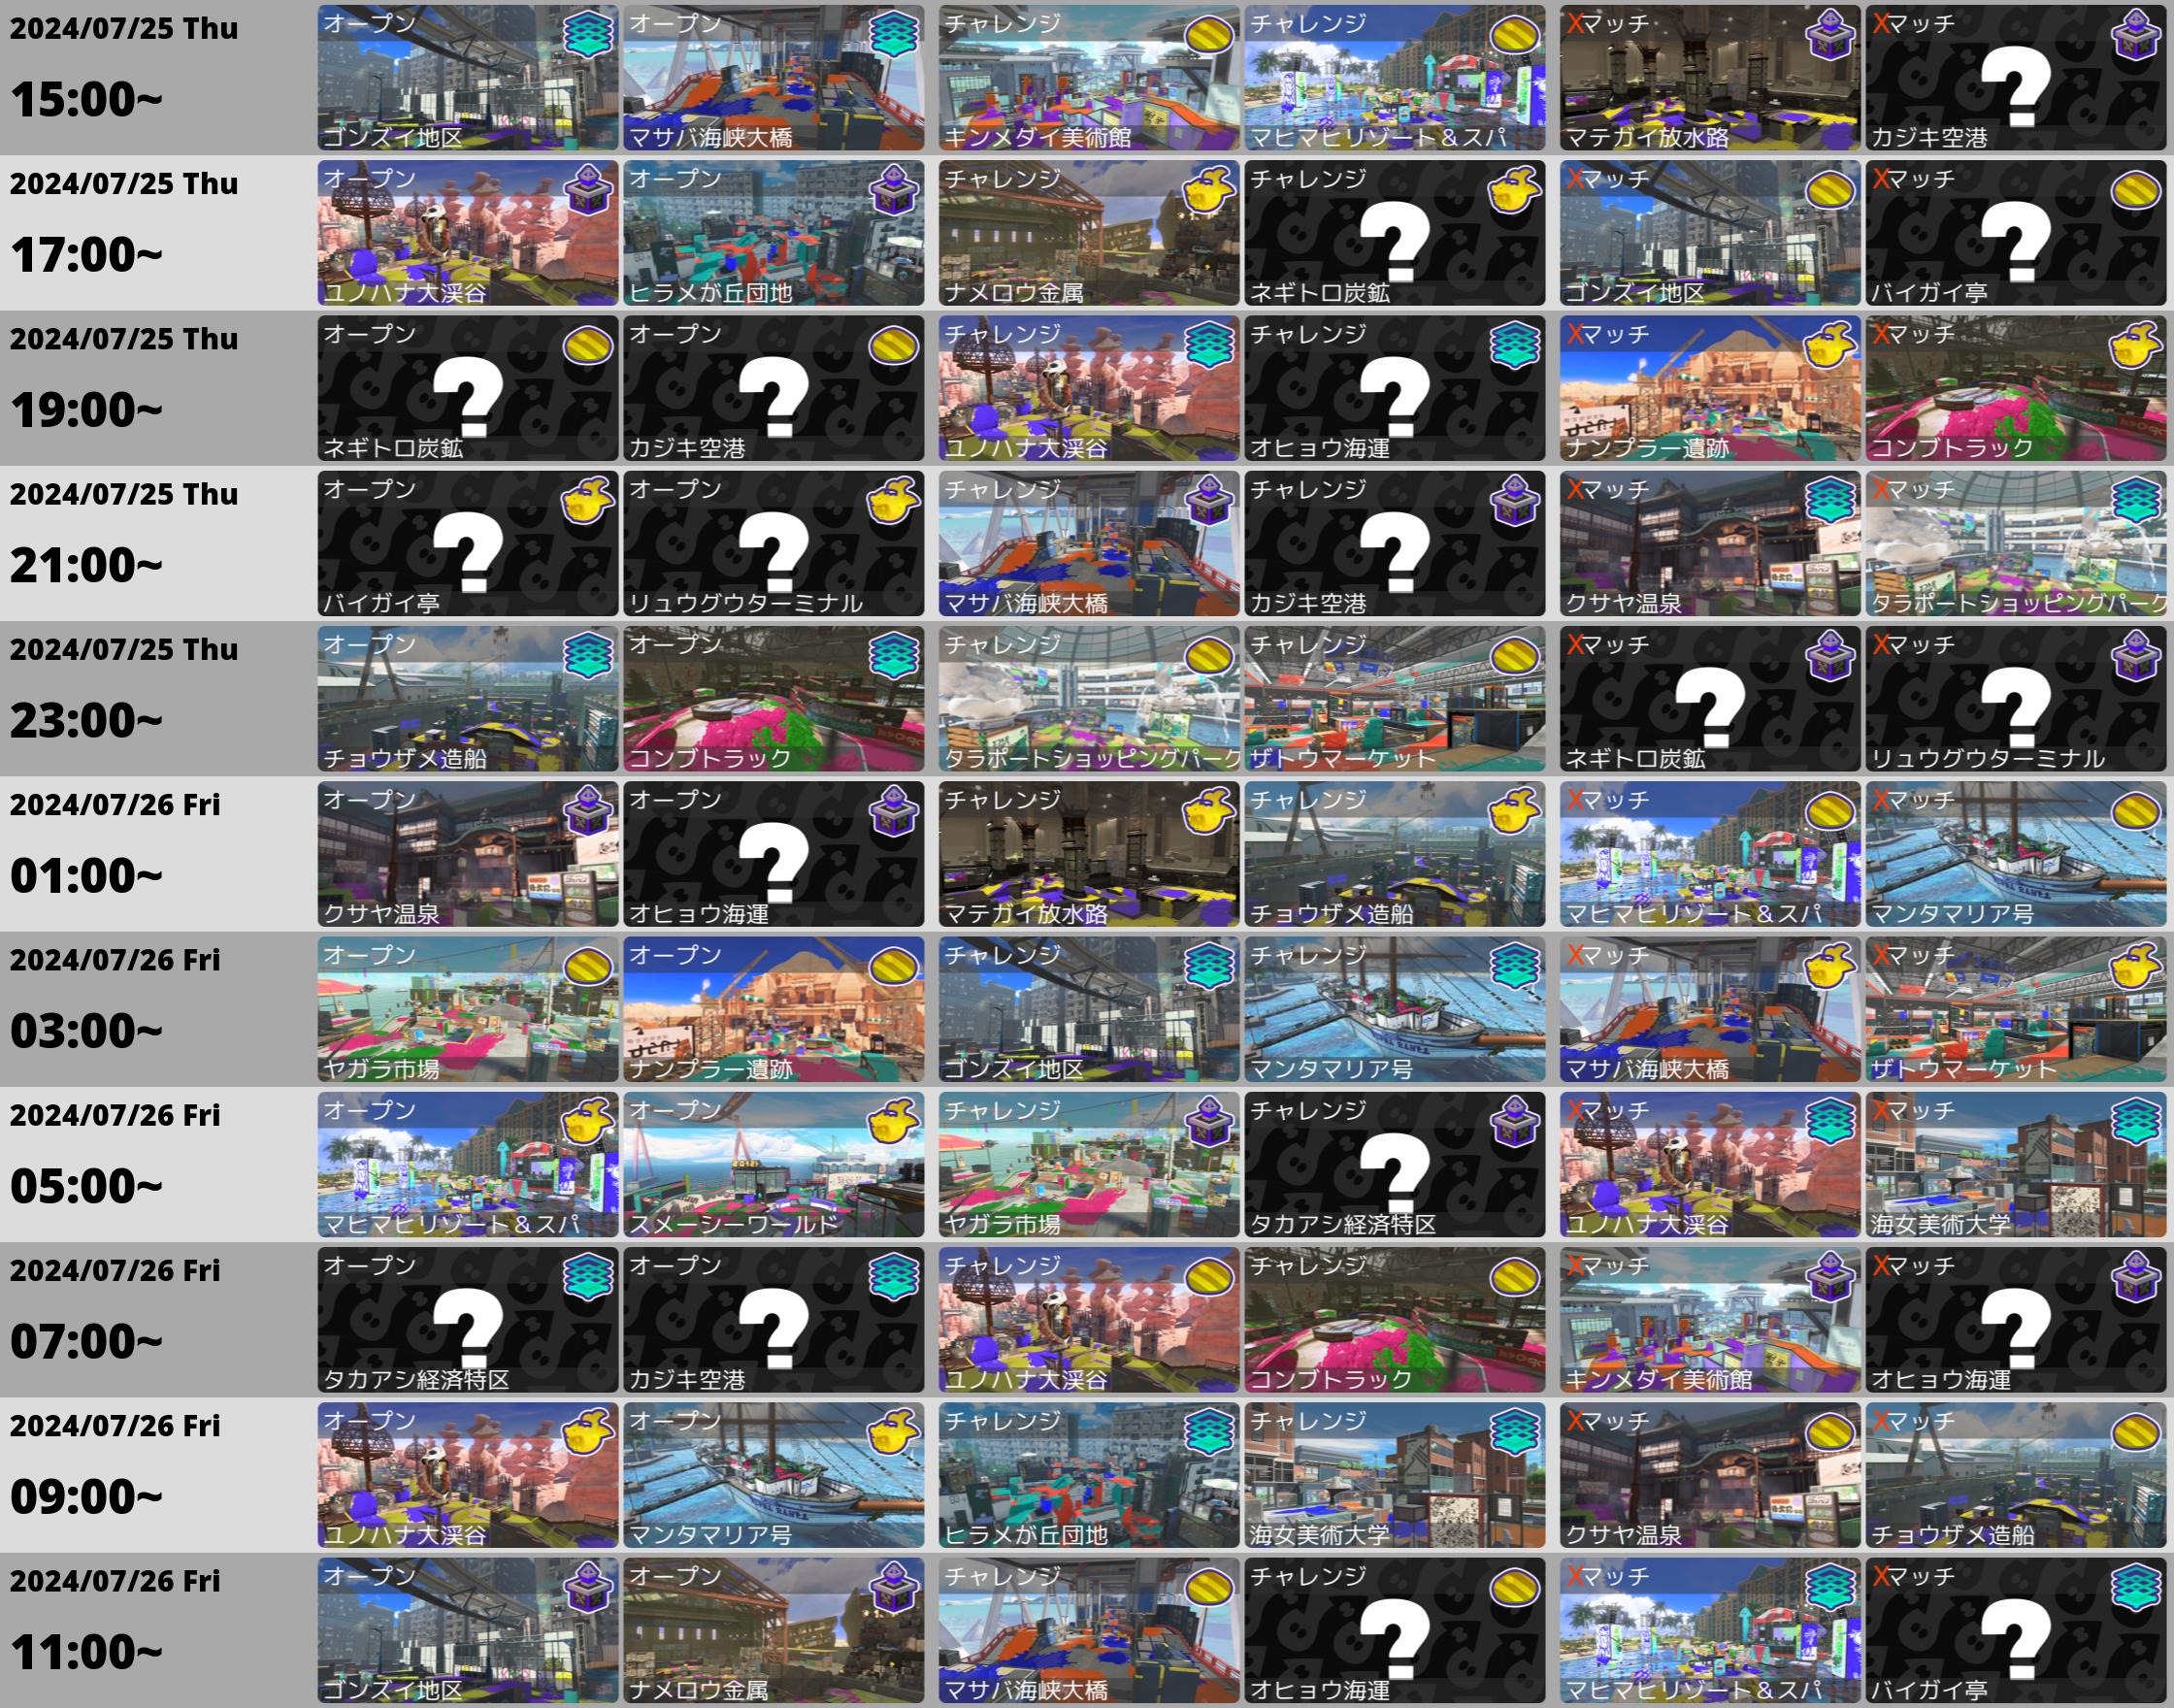 2024/07/25 Thu
15:00~
オープン
ゴンズイ地区
オープン
マサバ海峡大橋
チャレンジ
キンメダイ美術館
チャレンジ
マヒマヒリゾート＆スパ
Xマッチ
マテガイ放水路
Xマッチ
カジキ空港
2024/07/25 Thu
17:00~
オープン
ユノハナ大渓谷
オープン
ヒラメが丘団地
チャレンジ
ナメロウ金属
チャレンジ
ネギトロ炭鉱
Xマッチ
ゴンズイ地区
Xマッチ
バイガイ亭
2024/07/25 Thu
19:00~
オープン
ネギトロ炭鉱
オープン
カジキ空港
チャレンジ
ユノハナ大渓谷
チャレンジ
オヒョウ海運
Xマッチ
ナンプラー遺跡
Xマッチ
コンブトラック
2024/07/25 Thu
21:00~
オープン
バイガイ亭
オープン
リュウグウターミナル
チャレンジ
マサバ海峡大橋
チャレンジ
カジキ空港
Xマッチ
クサヤ温泉
Xマッチ
タラポートショッピングパーク
2024/07/25 Thu
23:00~
オープン
チョウザメ造船
オープン
コンブトラック
チャレンジ
タラポートショッピングパーク
チャレンジ
ザトウマーケット
Xマッチ
ネギトロ炭鉱
Xマッチ
リュウグウターミナル
2024/07/26 Fri
01:00~
オープン
クサヤ温泉
オープン
オヒョウ海運
チャレンジ
マテガイ放水路
チャレンジ
チョウザメ造船
Xマッチ
マヒマヒリゾート＆スパ
Xマッチ
マンタマリア号
2024/07/26 Fri
03:00~
オープン
ヤガラ市場
オープン
ナンプラー遺跡
チャレンジ
ゴンズイ地区
チャレンジ
マンタマリア号
Xマッチ
マサバ海峡大橋
Xマッチ
ザトウマーケット
2024/07/26 Fri
05:00~
オープン
マヒマヒリゾート＆スパ
オープン
スメーシーワールド
チャレンジ
ヤガラ市場
チャレンジ
タカアシ経済特区
Xマッチ
ユノハナ大渓谷
Xマッチ
海女美術大学
2024/07/26 Fri
07:00~
オープン
タカアシ経済特区
オープン
カジキ空港
チャレンジ
ユノハナ大渓谷
チャレンジ
コンブトラック
Xマッチ
キンメダイ美術館
Xマッチ
オヒョウ海運
2024/07/26 Fri
09:00~
オープン
ユノハナ大渓谷
オープン
マンタマリア号
チャレンジ
ヒラメが丘団地
チャレンジ
海女美術大学
Xマッチ
クサヤ温泉
Xマッチ
チョウザメ造船
2024/07/26 Fri
11:00~
オープン
ゴンズイ地区
オープン
ナメロウ金属
チャレンジ
マサバ海峡大橋
チャレンジ
オヒョウ海運
Xマッチ
マヒマヒリゾート＆スパ
Xマッチ
バイガイ亭